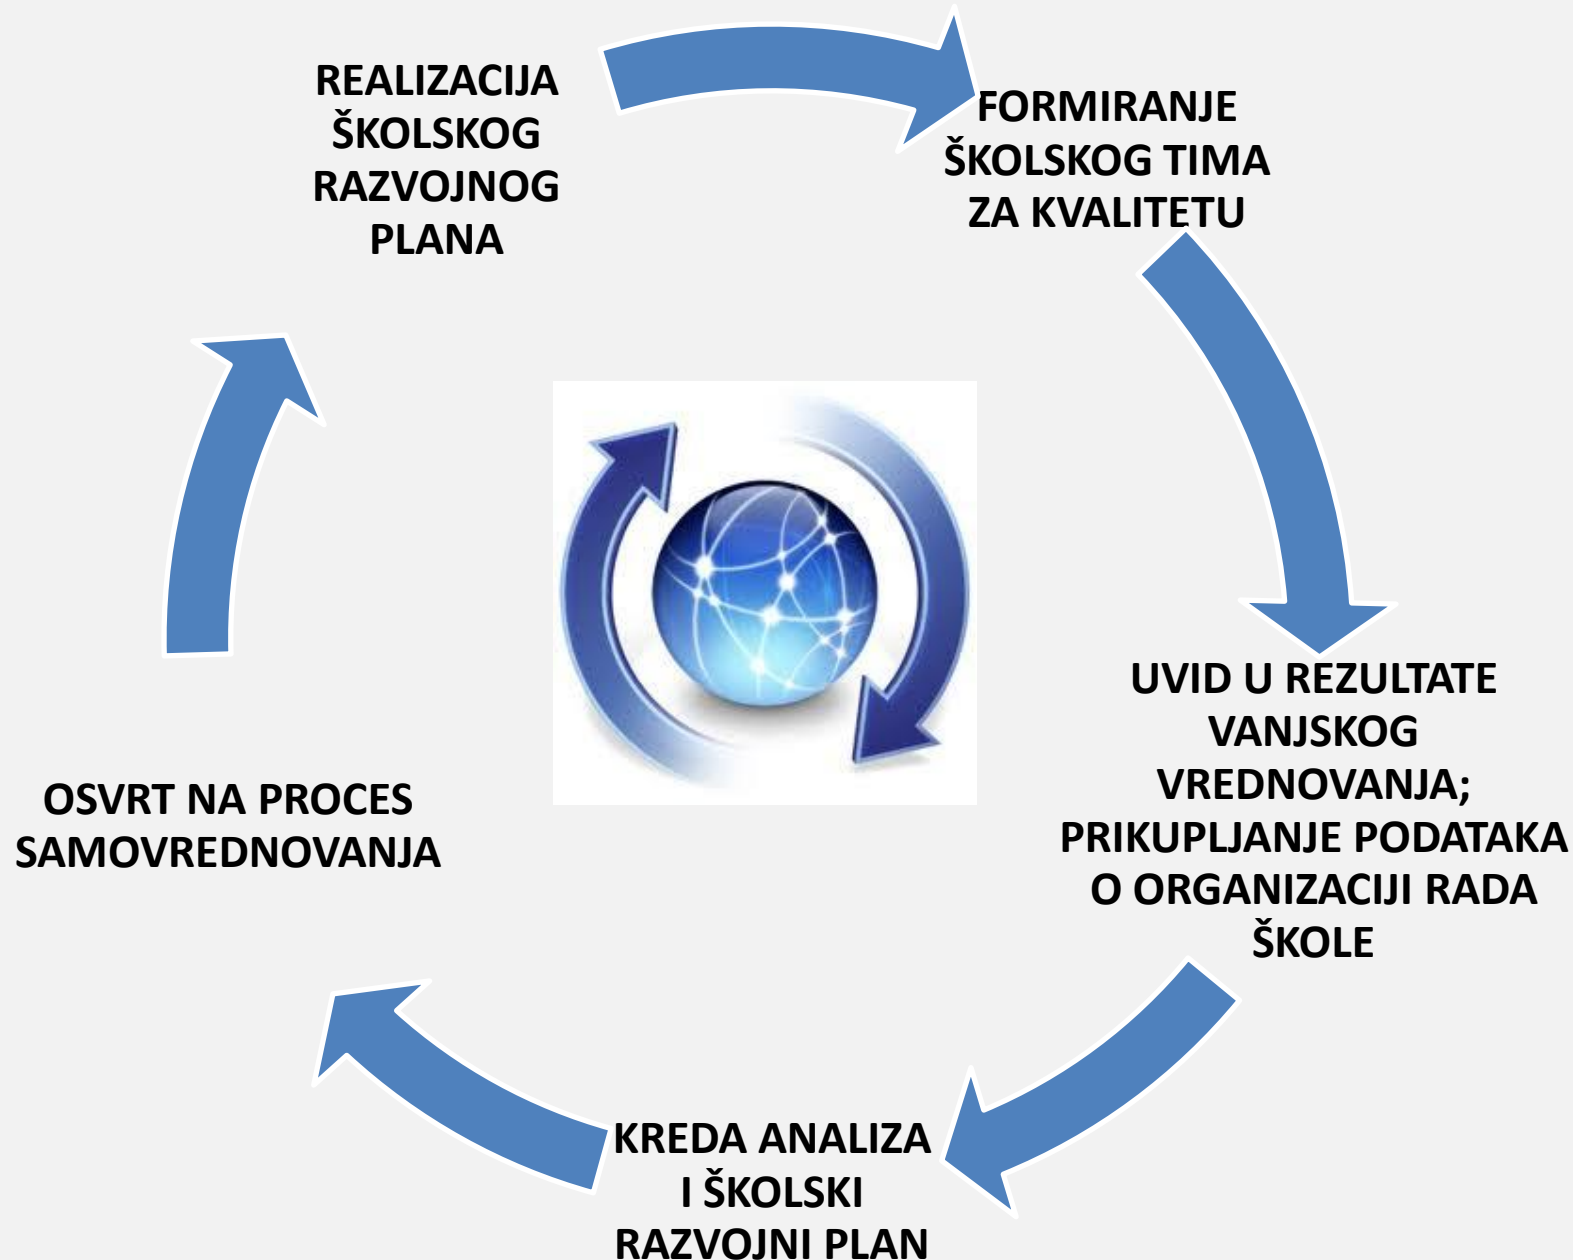 REALIZACIJA
ŠKOLSKOG
RAZVOJNOG
PLANA
FORMIRANJE
ŠKOLSKOG TIMA
ZA KVALITETU
UVID U REZULTATE
VANJSKOG
VREDNOVANJA;
PRIKUPLJANJE PODATAKA
O ORGANIZACIJI RADA
ŠKOLE
KREDA ANALIZA
I ŠKOLSKI
RAZVOJNI PLAN
OSVRT NA PROCES
SAMOVREDNOVANJA